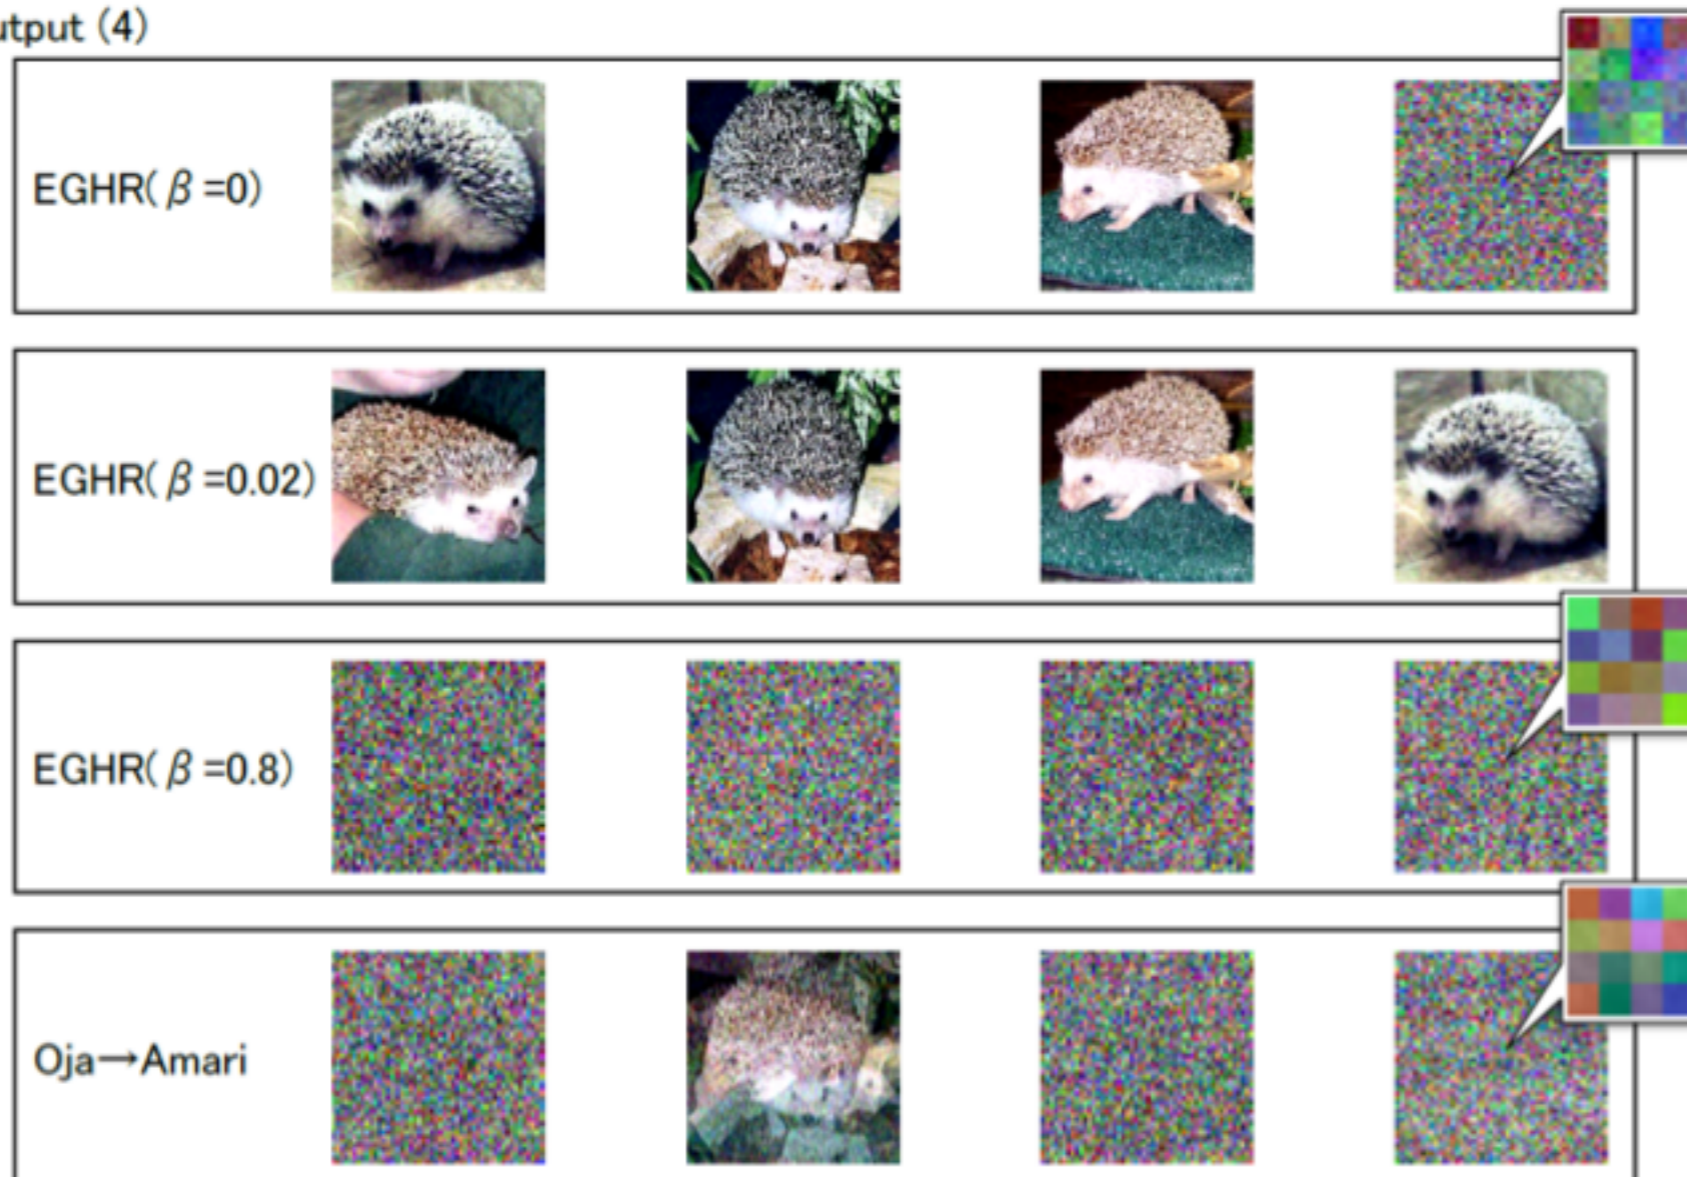 utput (4)
EGHR( β =0)
EGHR( β =0.02)
EGHR( β =0.8)
Oja→Amari